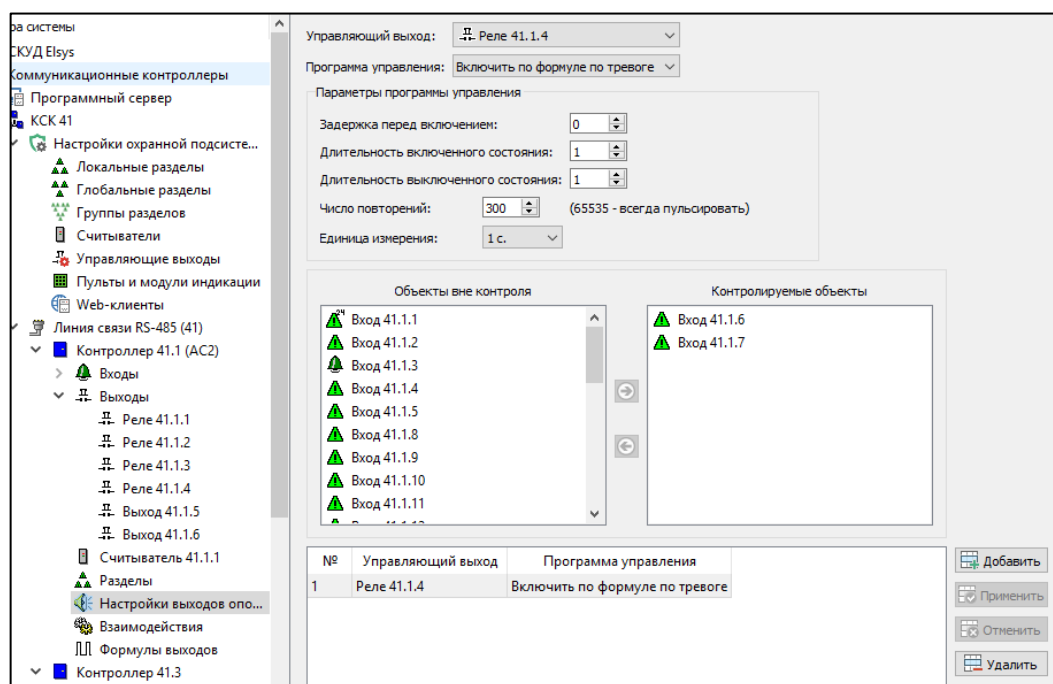 ра системы
СКУД Elsys
Коммуникационные контроллеры
Программный сервер
КСК 41
Настройки охранной подсисте...
Локальные разделы
Глобальные разделы
Группы разделов
Считыватели
Управляющие выходы
Пульты и модули индикации
Web-клиенты
Линия связи RS-485 (41)
Контроллер 41.1 (AC2)
Входы
Выходы
Реле 41.1.1
Реле 41.1.2
Реле 41.1.3
Реле 41.1.4
Выход 41.1.5
Выход 41.1.6
Считыватель 41.1.1
Разделы
Настройки выходов опо...
Взаимодействия
Формулы выходов
Контроллер 41.3
Управляющий выход: Реле 41.1.4
Программа управления: Включить по формуле по тревоге
Параметры программы управления
Задержка перед включением: 0
Длительность включенного состояния: 1
Длительность выключенного состояния: 1
Число повторений: 300 (65535 - всегда пульсировать)
Единица измерения: 1 с.
Объекты вне контроля
24 Вход 41.1.1
Вход 41.1.2
Вход 41.1.3
Вход 41.1.4
Вход 41.1.5
Вход 41.1.8
Вход 41.1.9
Вход 41.1.10
Вход 41.1.11
Контролируемые объекты
Вход 41.1.6
Вход 41.1.7
№ Управляющий выход Программа управления
1 Реле 41.1.4 Включить по формуле по тревоге
Добавить
Применить
Отменить
Удалить